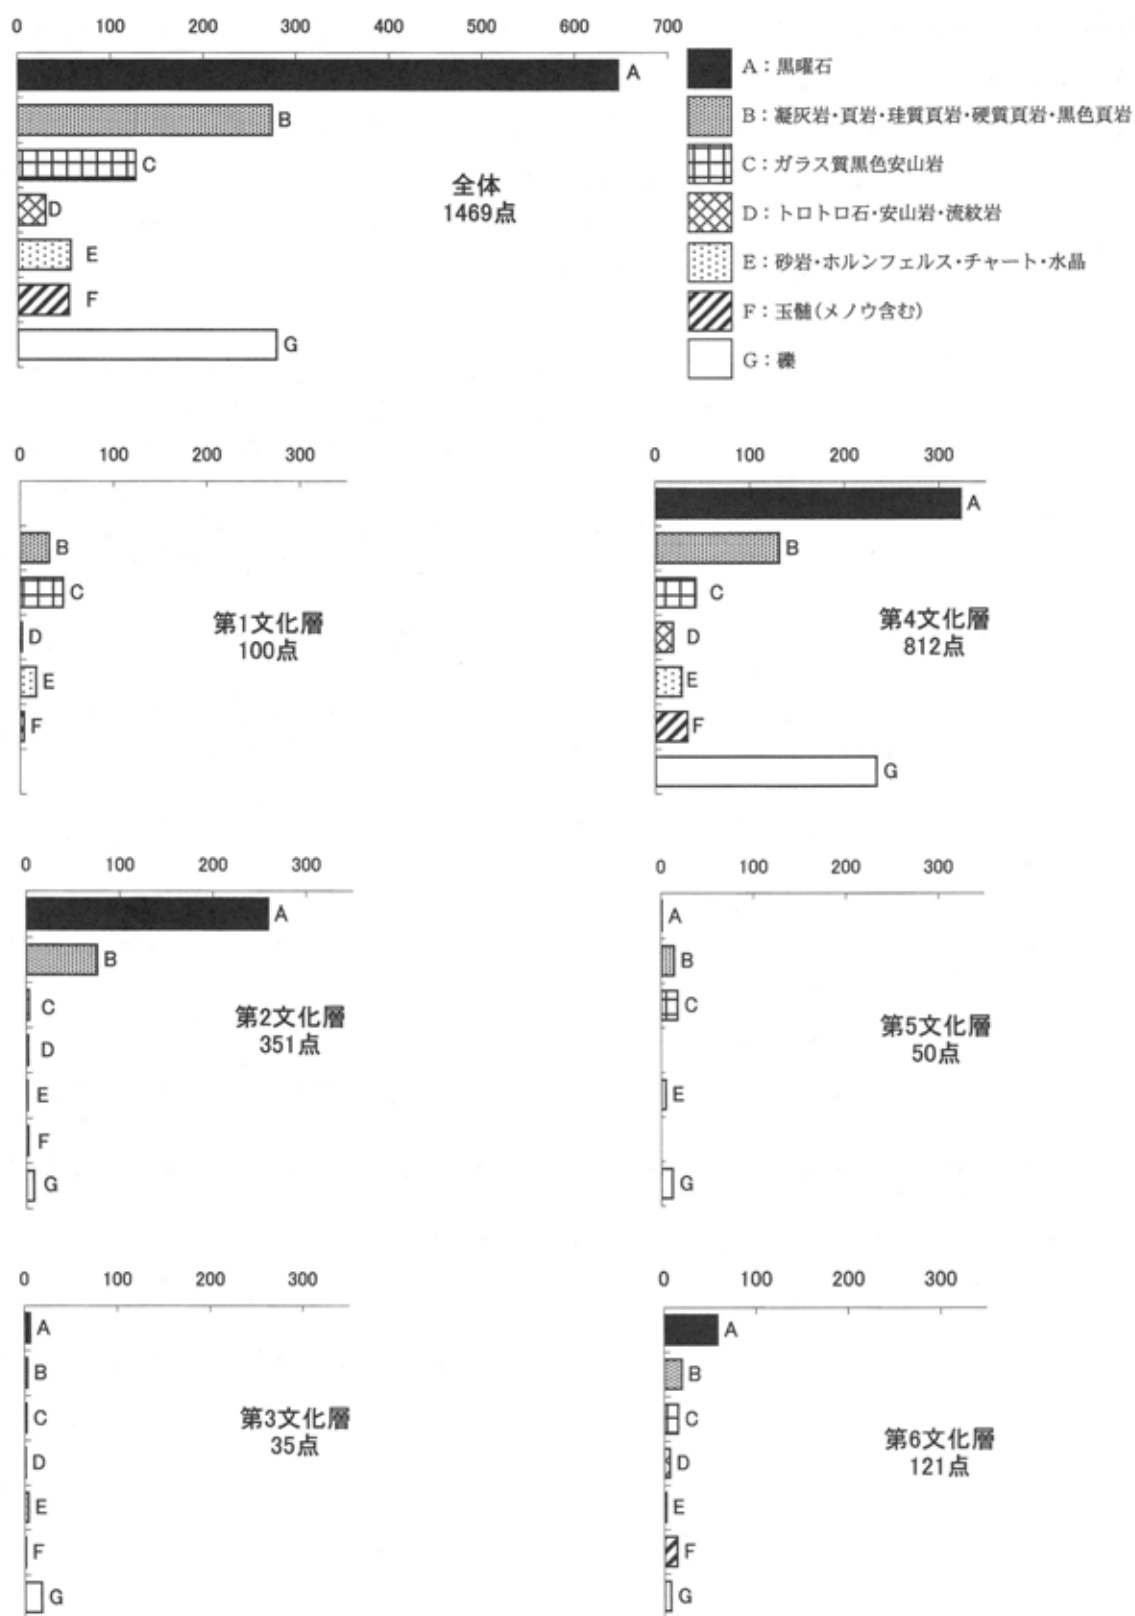 0 100 200 300 400 500 600 700
A
B
C
D
E
F
G
全体
1469点
A：黒曜石
B：凝灰岩・頁岩・珪質頁岩・硬質頁岩・黒色頁岩
C：ガラス質黒色安山岩
D：トロトロ石・安山岩・流紋岩
E：砂岩・ホルンフェルス・チャート・水晶
F：玉髄（メノウ含む）
G：礫
0 100 200 300
B
C
D
E
F
第1文化層
100点
0 100 200 300
A
B
C
D
E
F
G
第4文化層
812点
0 100 200 300
A
B
C
D
E
F
G
第2文化層
351点
0 100 200 300
A
B
C
E
G
第5文化層
50点
0 100 200 300
A
B
C
D
E
F
G
第3文化層
35点
0 100 200 300
A
B
C
D
E
F
G
第6文化層
121点